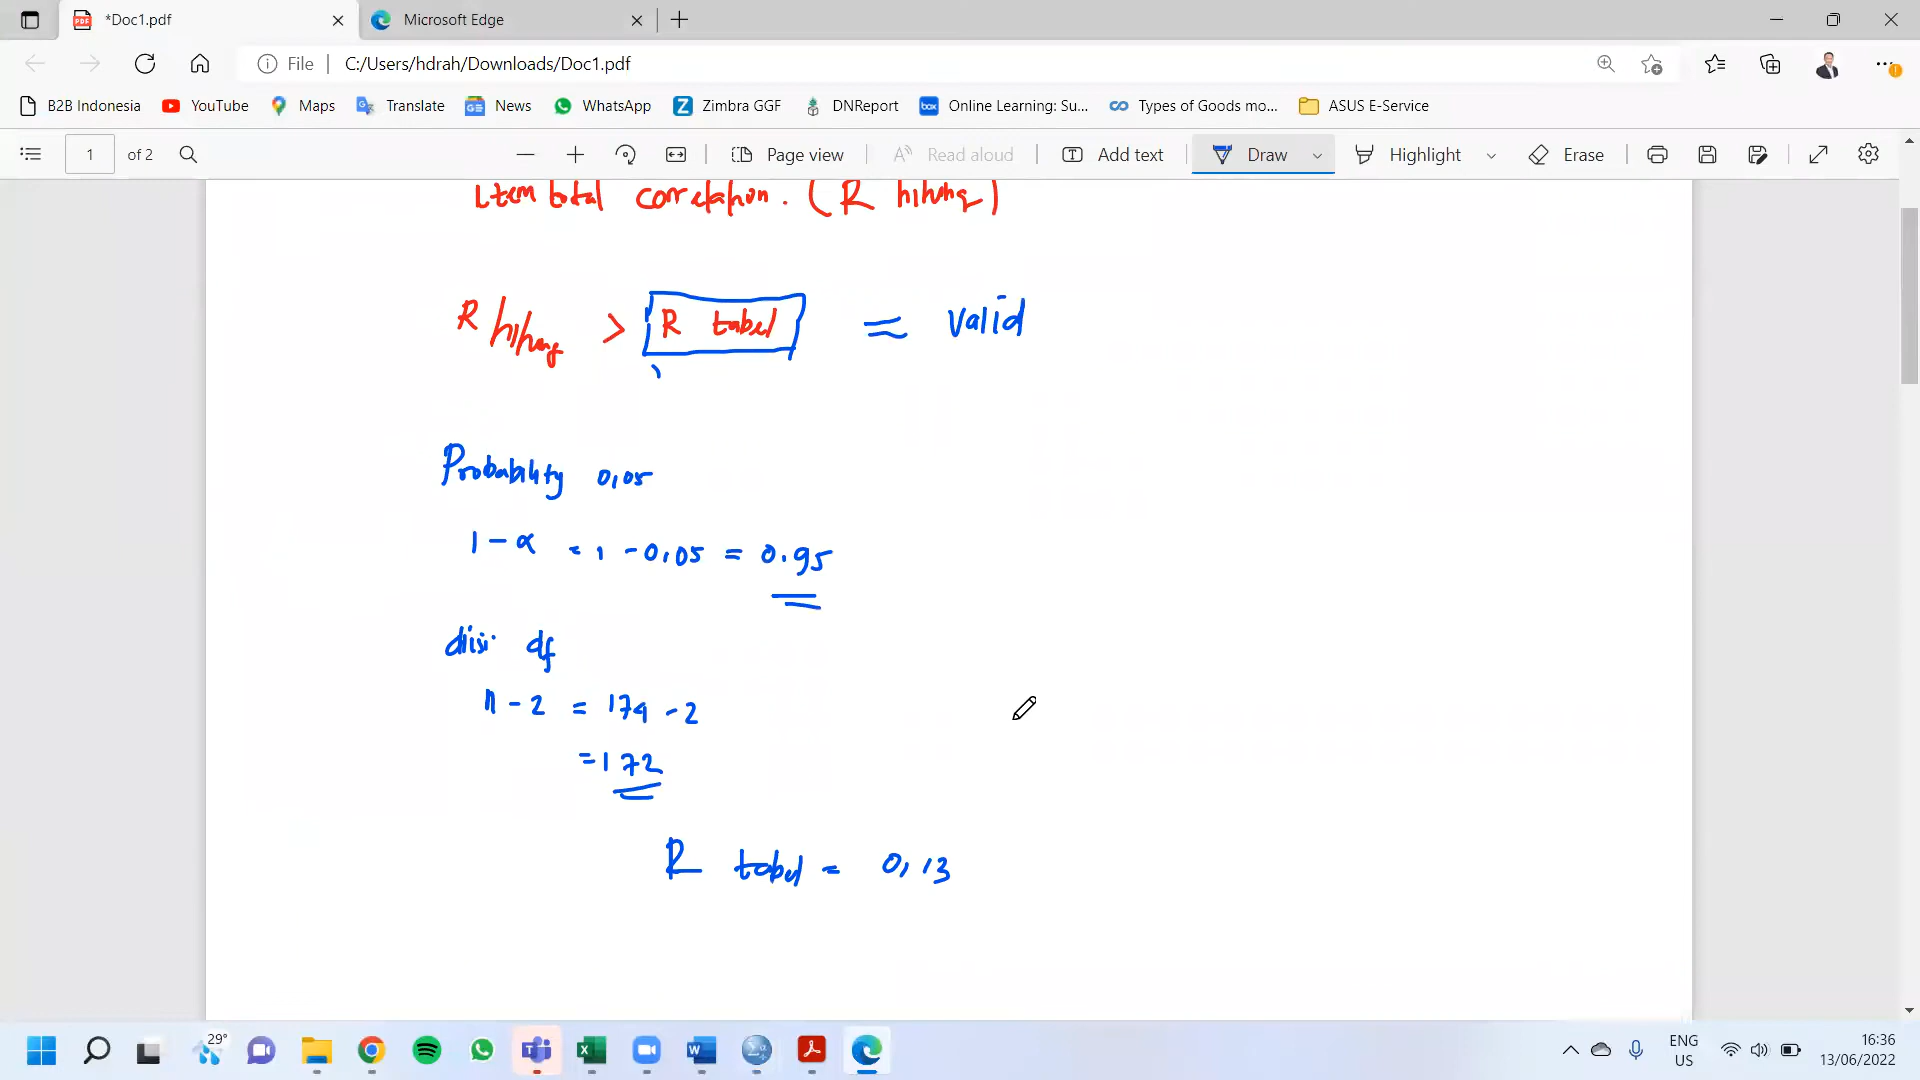 *Doc1.pdf
Microsoft Edge
File
C:/Users/hdrah/Downloads/Doc1.pdf
B2B Indonesia
YouTube
Maps
Translate
News
WhatsApp
Zimbra GGF
DNReport
Online Learning: Su...
Types of Goods mo...
ASUS E-Service
1 of 2
Page view
Read aloud
Add text
Draw
Highlight
Erase
Item total correlation. (R hitung)
R hitung > R tabel ≈ valid
Probability 0,05
1 - α = 1 - 0,05 = 0.95
df
n - 2 = 174 - 2
= 172
R tabel = 0,13
29°
ENG
US
16:36
13/06/2022